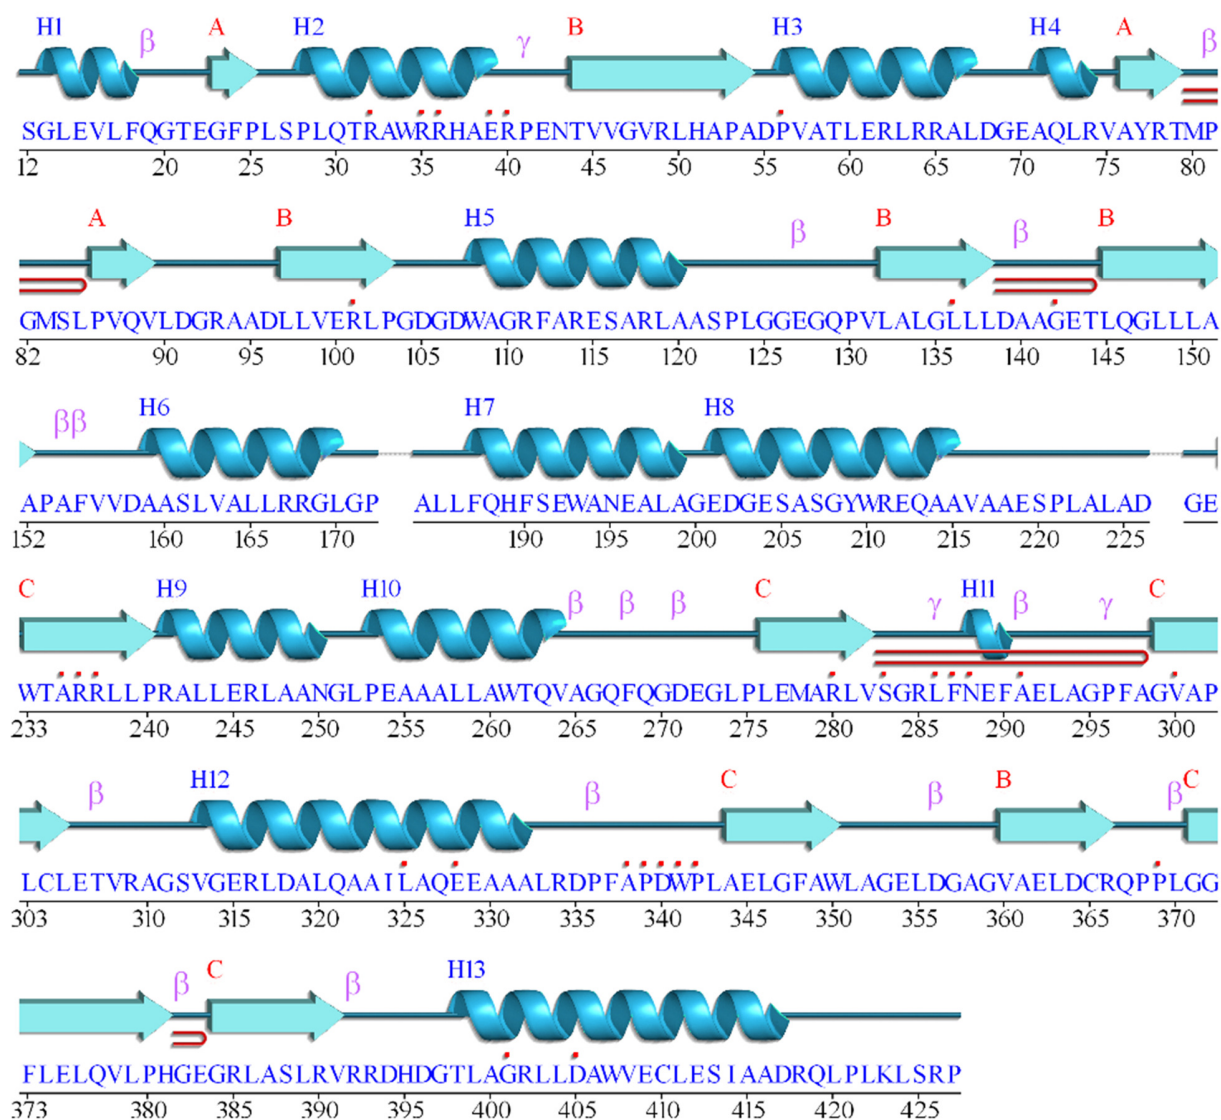 H1 β A H2 γ B H3 H4 A β
SGLEVLFQGTEGFPLSPLQTRAWRRHAERPENTVVGVRLHAPADPVATLERLRRALDGEAQLRVAYRTMP
12 20 25 30 35 40 45 50 55 60 65 70 75 80
A B H5 β B β B
GMSLPVQVLDGRAADLLVERLPGDGDWAGRFARESARLAASPLGGEGQPVLALGLLLDAAGETLQGLLLA
82 90 95 100 105 110 115 120 125 130 135 140 145 150
ββ H6 H7 H8
APAFVVDAASLVALLRRGLGP ALLFQHFSEWANEALAGEDGESASGYWREQAAVAAESPLALAD GE
152 160 165 170 190 195 200 205 210 215 220 225
C H9 H10 β β β C γ H11 β γ C
WTARRLLPRALLERLAANGLPEAAALLAWTQVAGQFQGDEGLPLEMARLVSGRLFNEFAELAGPFAGVAP
233 240 245 250 255 260 265 270 275 280 285 290 295 300
β H12 β C β B β C
LCLETVRAGSVGERLDALQAAILAQEEAAALRDPFAPDWPLAELGFAWLAGELDGAGVAELDCRQPPLGG
303 310 315 320 325 330 335 340 345 350 355 360 365 370
β C β H13
FLELQVLPHGEGRLASLRVRRDHDGTLAGRLLDAWVECLESIAADRQLPLKLSRP
373 380 385 390 395 400 405 410 415 420 425